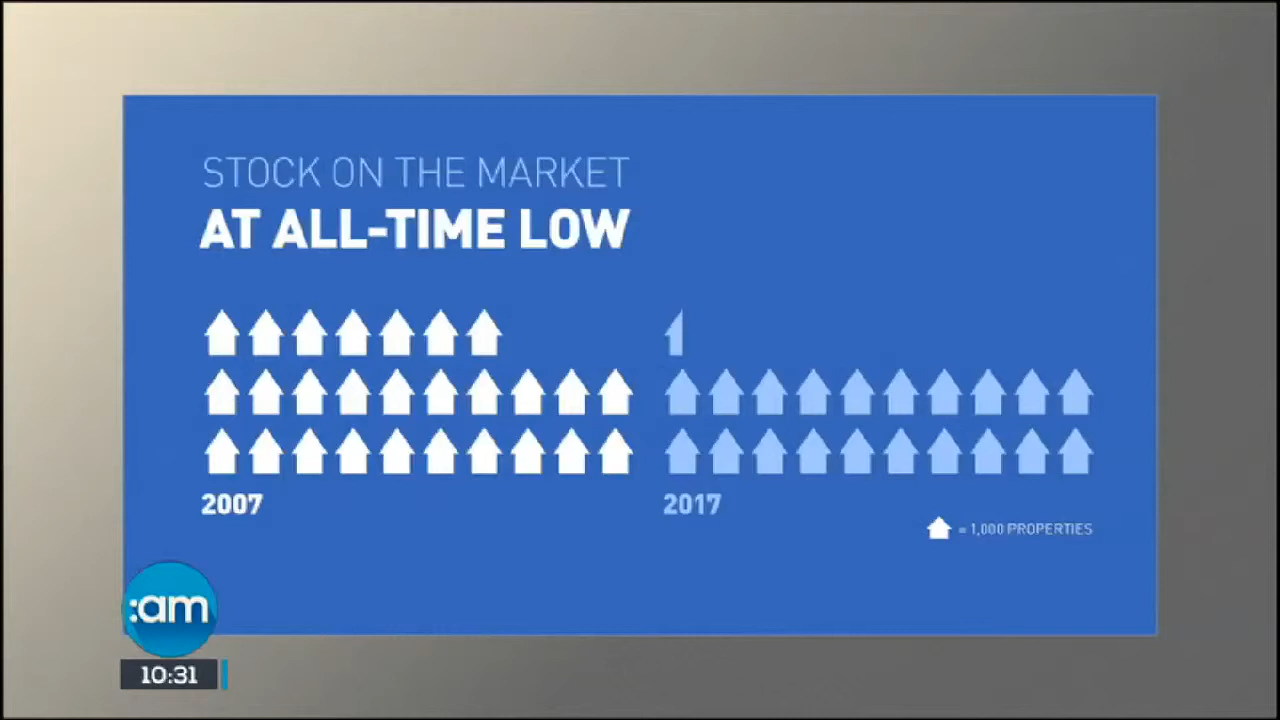 STOCK ON THE MARKET
AT ALL-TIME LOW
2007
2017
= 1,000 PROPERTIES
:am
10:31